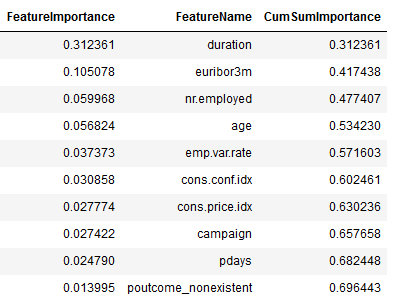 FeatureImportance FeatureName CumSumImportance
0.312361 duration 0.312361
0.105078 euribor3m 0.417438
0.059968 nr.employed 0.477407
0.056824 age 0.534230
0.037373 emp.var.rate 0.571603
0.030858 cons.conf.idx 0.602461
0.027774 cons.price.idx 0.630236
0.027422 campaign 0.657658
0.024790 pdays 0.682448
0.013995 poutcome_nonexistent 0.696443